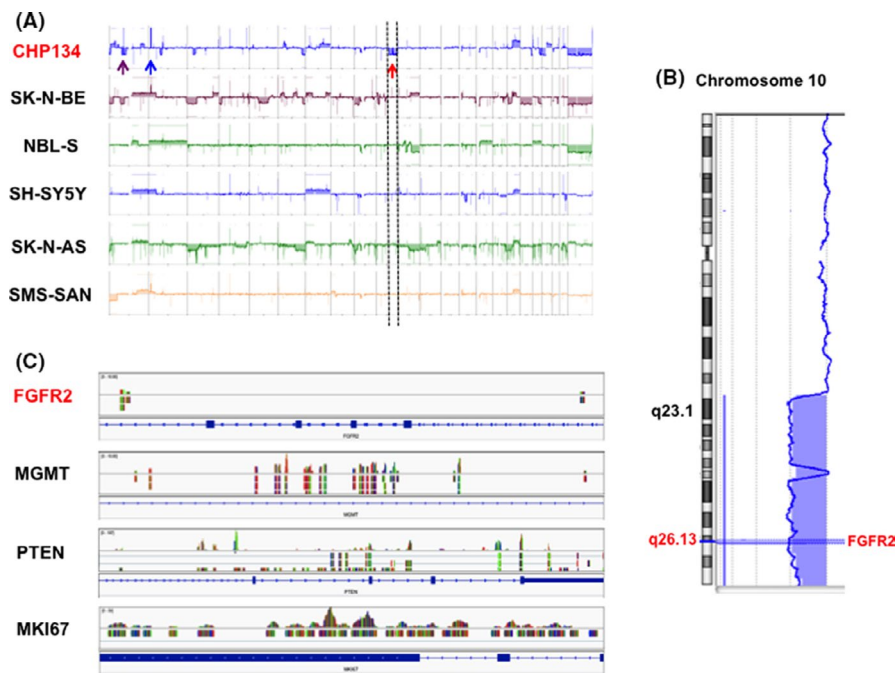 (A)
CHP134
SK-N-BE
NBL-S
SH-SY5Y
SK-N-AS
SMS-SAN
(B)
Chromosome 10
q23.1
q26.13
FGFR2
(C)
FGFR2
FGFR2
MGMT
MGMT
PTEN
PTEN
MKI67
MKI67